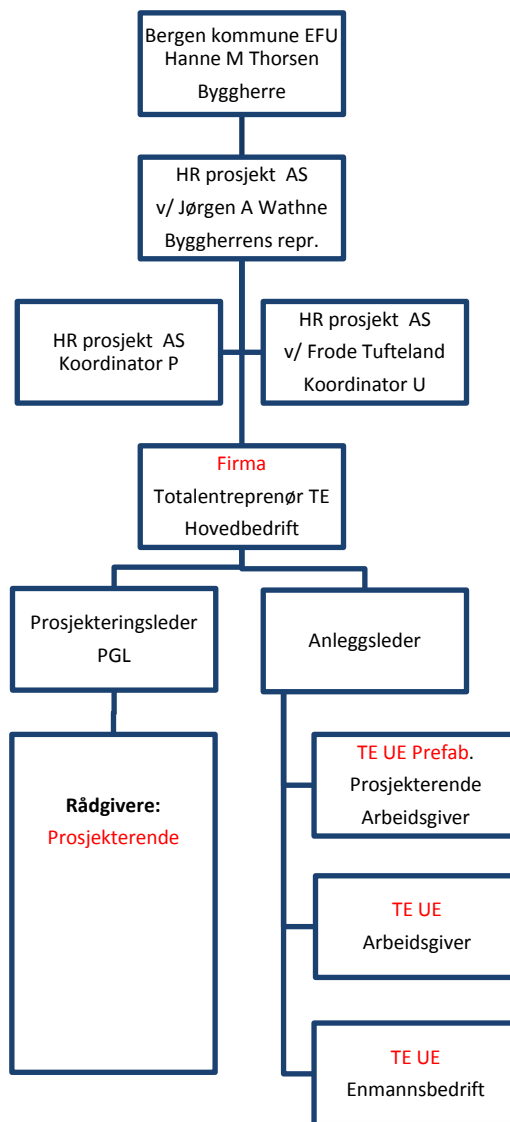 Bergen kommune EFU
Hanne M Thorsen
Byggherre
HR prosjekt AS
v/ Jørgen A Wathne
Byggherrens repr.
HR prosjekt AS
Koordinator P
HR prosjekt AS
v/ Frode Tufteland
Koordinator U
Firma
Totalentreprenør TE
Hovedbedrift
Prosjekteringsleder
PGL
Anleggsleder
Rådgivere:
Prosjekterende
TE UE Prefab.
Prosjekterende
Arbeidsgiver
TE UE
Arbeidsgiver
TE UE
Enmannsbedrift